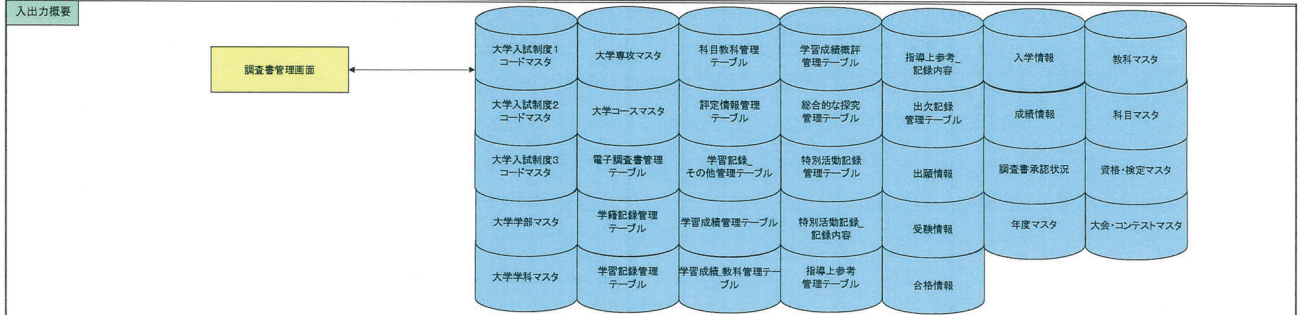 入出力概要
調査書管理画面
大学入試制度1
コードマスタ
大学専攻マスタ
科目教科管理
テーブル
学習成績概評
管理テーブル
指導上参考_
記録内容
入学情報
教科マスタ
大学入試制度2
コードマスタ
大学コースマスタ
評定情報管理
テーブル
総合的な探究
管理テーブル
出欠記録
管理テーブル
成績情報
科目マスタ
大学入試制度3
コードマスタ
電子調査書管理
テーブル
学習記録_
その他管理テーブル
特別活動記録
管理テーブル
出願情報
調査書承認状況
資格・検定マスタ
大学学部マスタ
学籍記録管理
テーブル
学習成績管理テーブル
特別活動記録_
記録内容
受験情報
年度マスタ
大会・コンテストマスタ
大学学科マスタ
学習記録管理
テーブル
学習成績_教科管理テー
ブル
指導上参考
管理テーブル
合格情報